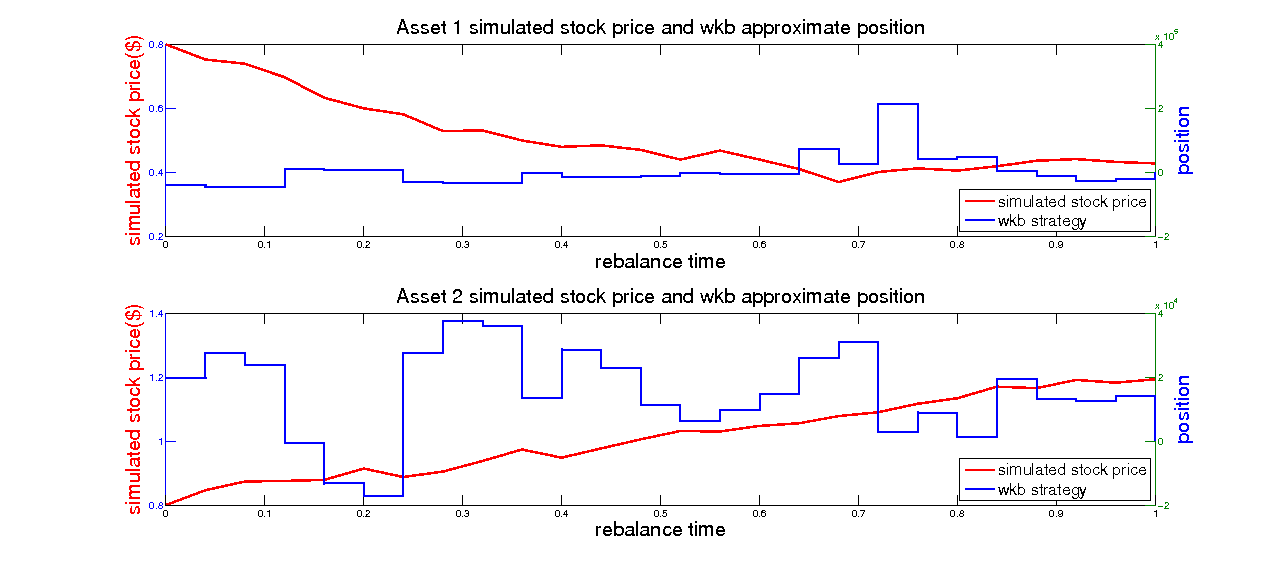 Asset 1 simulated stock price and wkb approximate position
x 10^5
simulated stock price($)
0.8
0.6
0.4
0.2
4
2
0
-2
position
simulated stock price
wkb strategy
0 0.1 0.2 0.3 0.4 0.5 0.6 0.7 0.8 0.9 1
rebalance time
Asset 2 simulated stock price and wkb approximate position
x 10^4
simulated stock price($)
1.4
1.2
1
0.8
4
2
0
-2
position
simulated stock price
wkb strategy
0 0.1 0.2 0.3 0.4 0.5 0.6 0.7 0.8 0.9 1
rebalance time